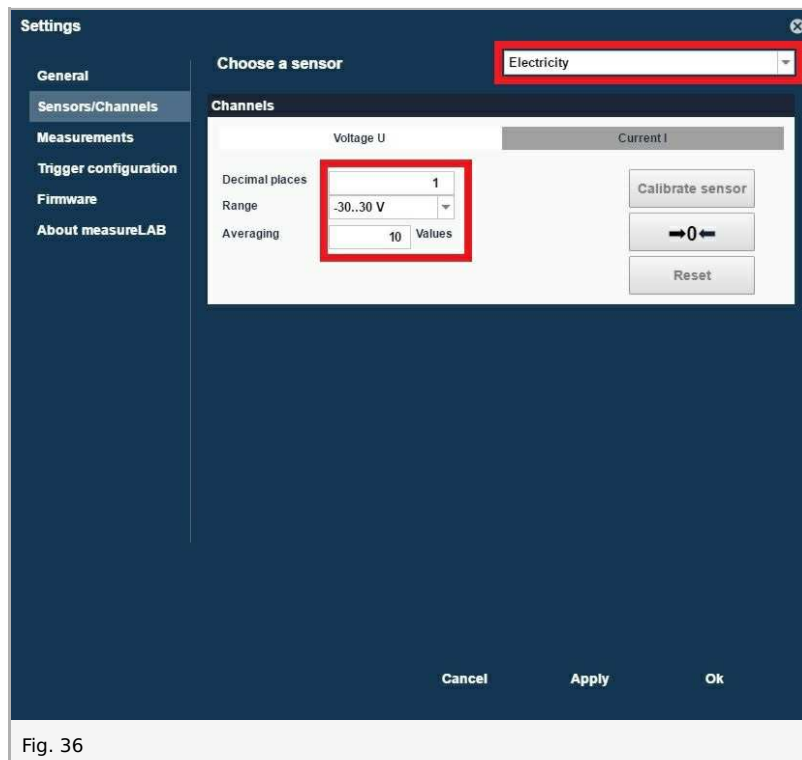 Settings
General
Sensors/Channels
Measurements
Trigger configuration
Firmware
About measureLAB
Choose a sensor
Electricity
Channels
Voltage U
Current I
Decimal places 1
Range -30..30 V
Averaging 10 Values
Calibrate sensor
→0←
Reset
Cancel Apply Ok
Fig. 36